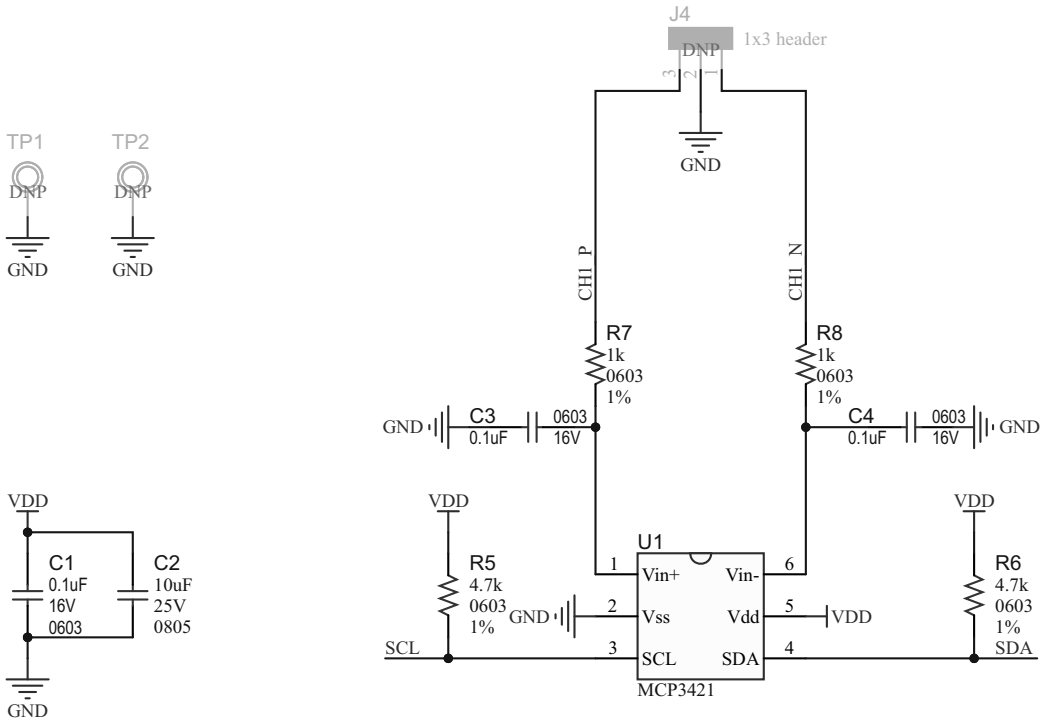 J4
1x3 header
DNP
3
2
1
GND
TP1
DNP
GND
TP2
DNP
GND
CH1_P
CH1_N
R7
1k
0603
1%
R8
1k
0603
1%
GND
C3
0.1uF
0603
16V
C4
0.1uF
0603
16V
GND
VDD
C1
0.1uF
16V
0603
C2
10uF
25V
0805
GND
VDD
R5
4.7k
0603
1%
SCL
GND
U1
1
Vin+
2
Vss
3
SCL
Vin-
6
Vdd
5
SDA
4
MCP3421
VDD
VDD
R6
4.7k
0603
1%
SDA